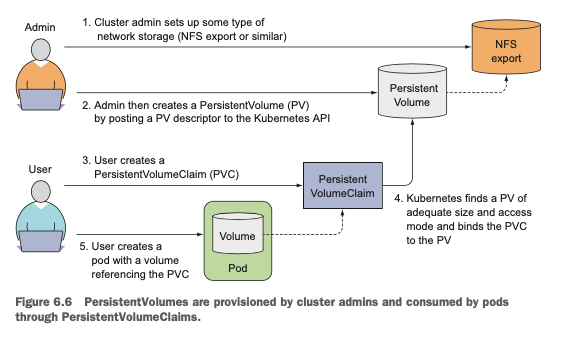 Admin
1. Cluster admin sets up some type of
network storage (NFS export or similar)
NFS
export
Persistent
Volume
2. Admin then creates a PersistentVolume (PV)
by posting a PV descriptor to the Kubernetes API
User
3. User creates a
PersistentVolumeClaim (PVC)
Persistent
VolumeClaim
4. Kubernetes finds a PV of
adequate size and access
mode and binds the PVC
to the PV
Volume
Pod
5. User creates a
pod with a volume
referencing the PVC
Figure 6.6 PersistentVolumes are provisioned by cluster admins and consumed by pods
through PersistentVolumeClaims.